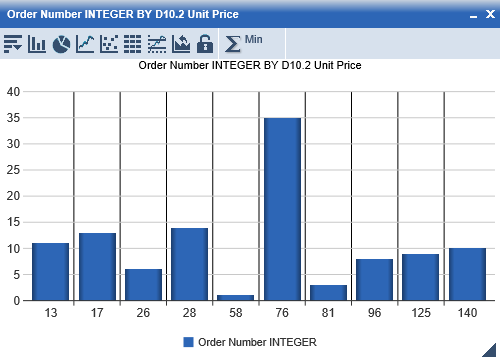 Order Number INTEGER BY D10.2 Unit Price
Min
Order Number INTEGER BY D10.2 Unit Price
40
35
30
25
20
15
10
5
0
13 17 26 28 58 76 81 96 125 140
Order Number INTEGER